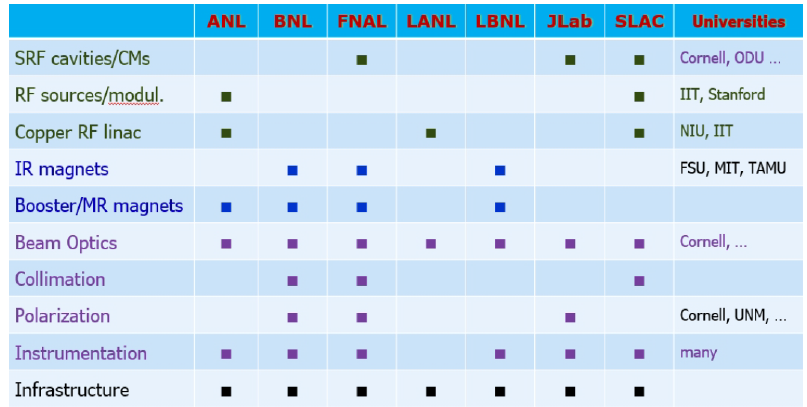 ANL BNL FNAL LANL LBNL JLab SLAC Universities
SRF cavities/CMs ■ ■ ■ Cornell, ODU ...
RF sources/modul. ■ ■ IIT, Stanford
Copper RF linac ■ ■ ■ NIU, IIT
IR magnets ■ ■ ■ FSU, MIT, TAMU
Booster/MR magnets ■ ■ ■ ■
Beam Optics ■ ■ ■ ■ ■ ■ ■ Cornell, ...
Collimation ■ ■ ■
Polarization ■ ■ ■ Cornell, UNM, ...
Instrumentation ■ ■ ■ ■ ■ ■ many
Infrastructure ■ ■ ■ ■ ■ ■ ■